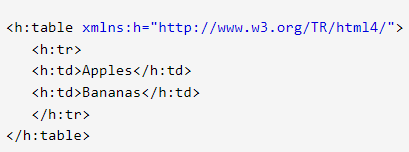 <h:table xmlns:h="http://www.w3.org/TR/html4/">
<h:tr>
<h:td>Apples</h:td>
<h:td>Bananas</h:td>
</h:tr>
</h:table>